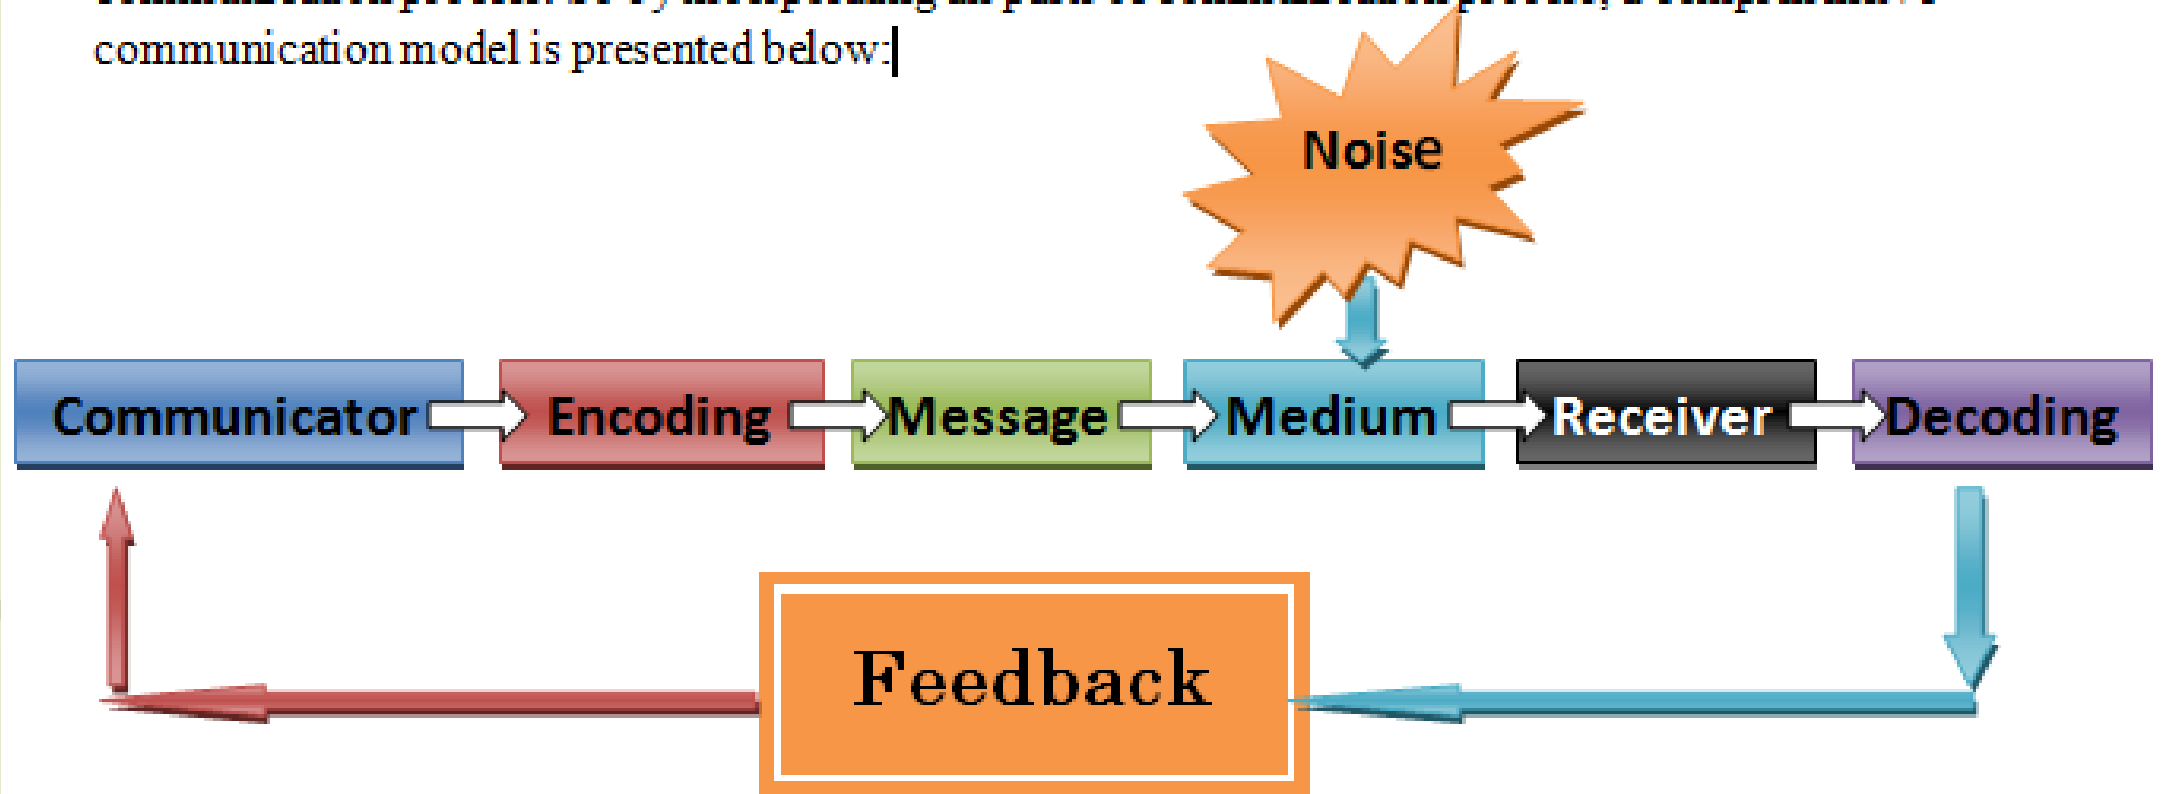 communication model is presented below:
Noise
Communicator Encoding Message Medium Receiver Decoding
Feedback